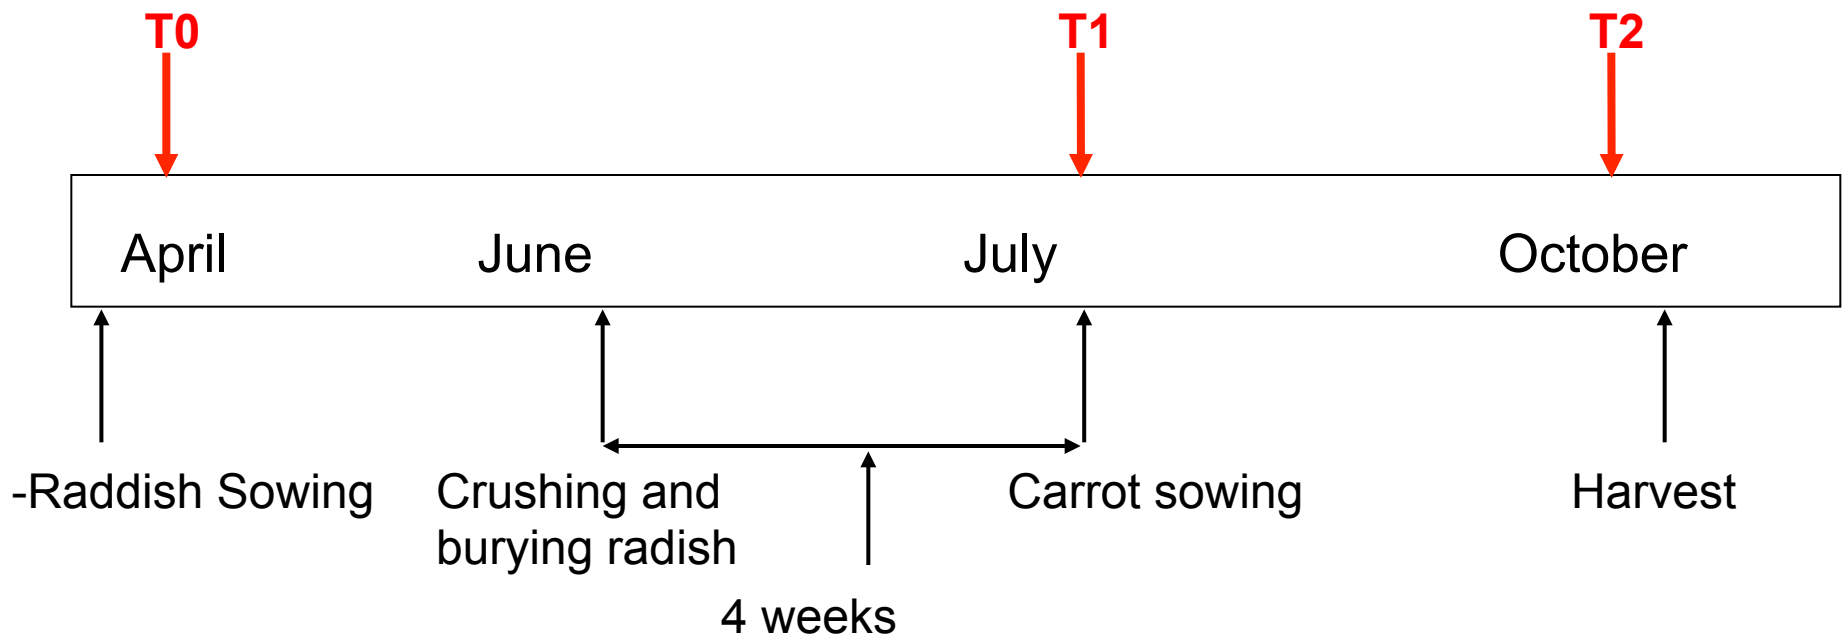 T0
T1
T2
April
June
July
October
-Raddish Sowing
Crushing and
burying radish
Carrot sowing
Harvest
4 weeks